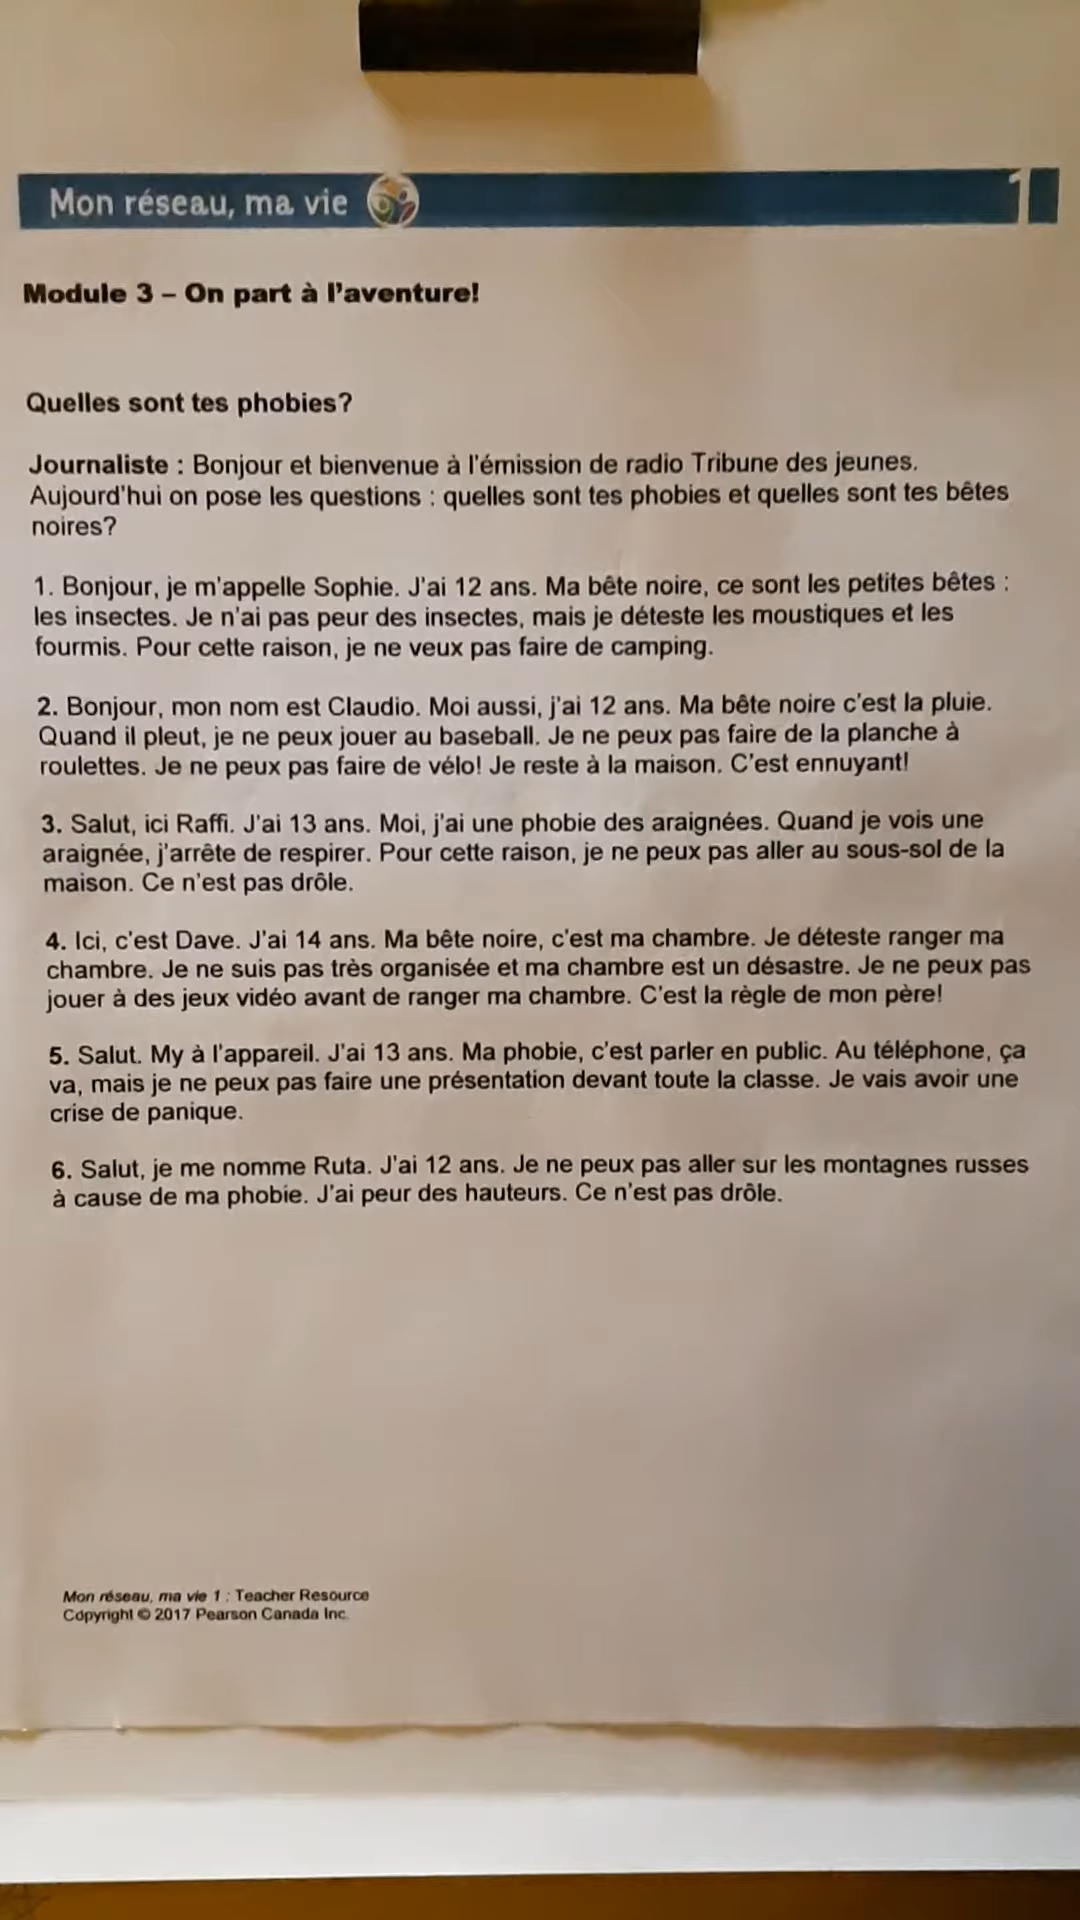 Mon réseau, ma vie 1
Module 3 – On part à l'aventure!
Quelles sont tes phobies?
Journaliste : Bonjour et bienvenue à l'émission de radio Tribune des jeunes.
Aujourd'hui on pose les questions : quelles sont tes phobies et quelles sont tes bêtes
noires?
1. Bonjour, je m'appelle Sophie. J'ai 12 ans. Ma bête noire, ce sont les petites bêtes :
les insectes. Je n'ai pas peur des insectes, mais je déteste les moustiques et les
fourmis. Pour cette raison, je ne veux pas faire de camping.
2. Bonjour, mon nom est Claudio. Moi aussi, j'ai 12 ans. Ma bête noire c'est la pluie.
Quand il pleut, je ne peux jouer au baseball. Je ne peux pas faire de la planche à
roulettes. Je ne peux pas faire de vélo! Je reste à la maison. C'est ennuyant!
3. Salut, ici Raffi. J'ai 13 ans. Moi, j'ai une phobie des araignées. Quand je vois une
araignée, j'arrête de respirer. Pour cette raison, je ne peux pas aller au sous-sol de la
maison. Ce n'est pas drôle.
4. Ici, c'est Dave. J'ai 14 ans. Ma bête noire, c'est ma chambre. Je déteste ranger ma
chambre. Je ne suis pas très organisée et ma chambre est un désastre. Je ne peux pas
jouer à des jeux vidéo avant de ranger ma chambre. C'est la règle de mon père!
5. Salut. My à l'appareil. J'ai 13 ans. Ma phobie, c'est parler en public. Au téléphone, ça
va, mais je ne peux pas faire une présentation devant toute la classe. Je vais avoir une
crise de panique.
6. Salut, je me nomme Ruta. J'ai 12 ans. Je ne peux pas aller sur les montagnes russes
à cause de ma phobie. J'ai peur des hauteurs. Ce n'est pas drôle.
Mon réseau, ma vie 1 : Teacher Resource
Copyright © 2017 Pearson Canada Inc.